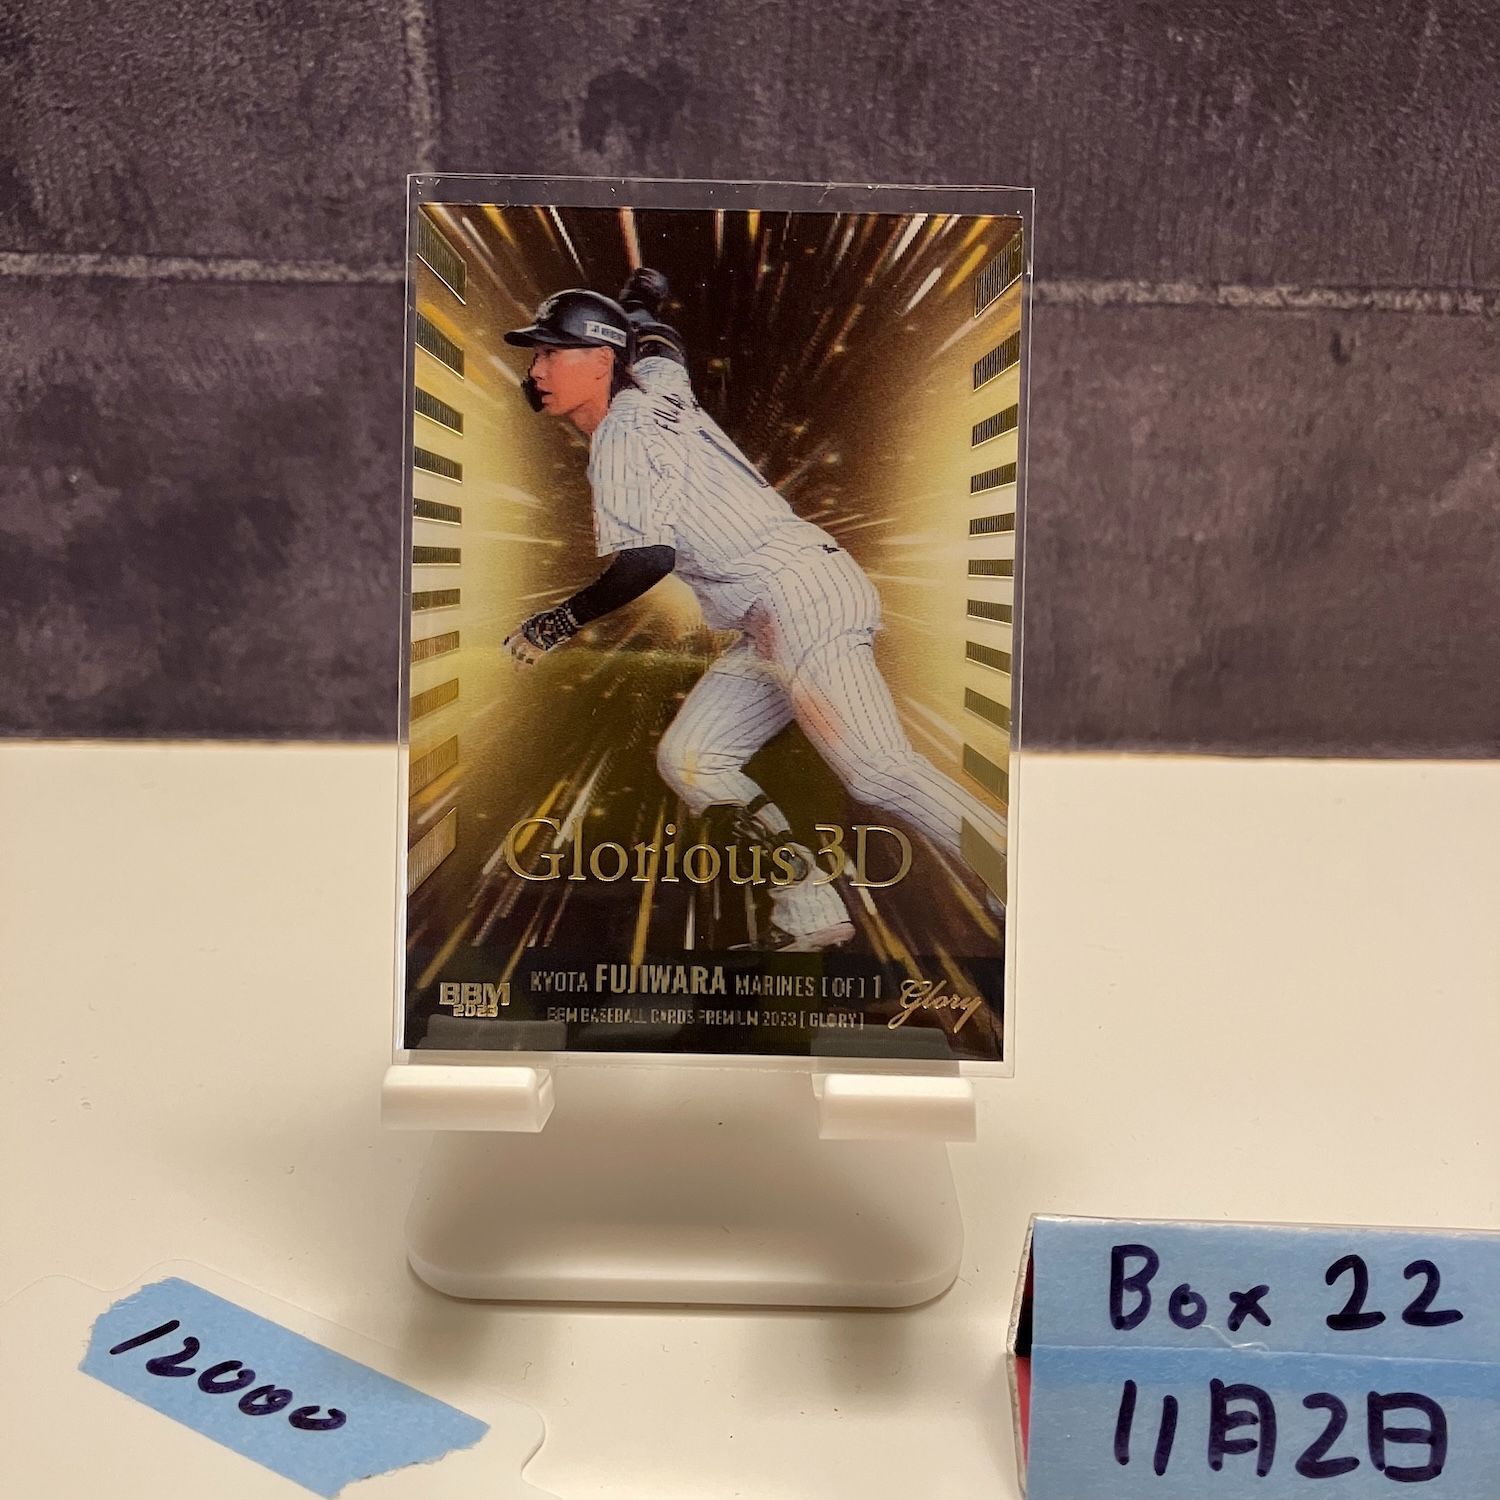 FUJI
Glorious 3D
KYOTA FUJIWARA MARINES [OF] 1
BBM BASEBALL CARDS PREMIUM 2023 [GLORY]
BBM
2023
Glory
12000
Box 22
11月2日